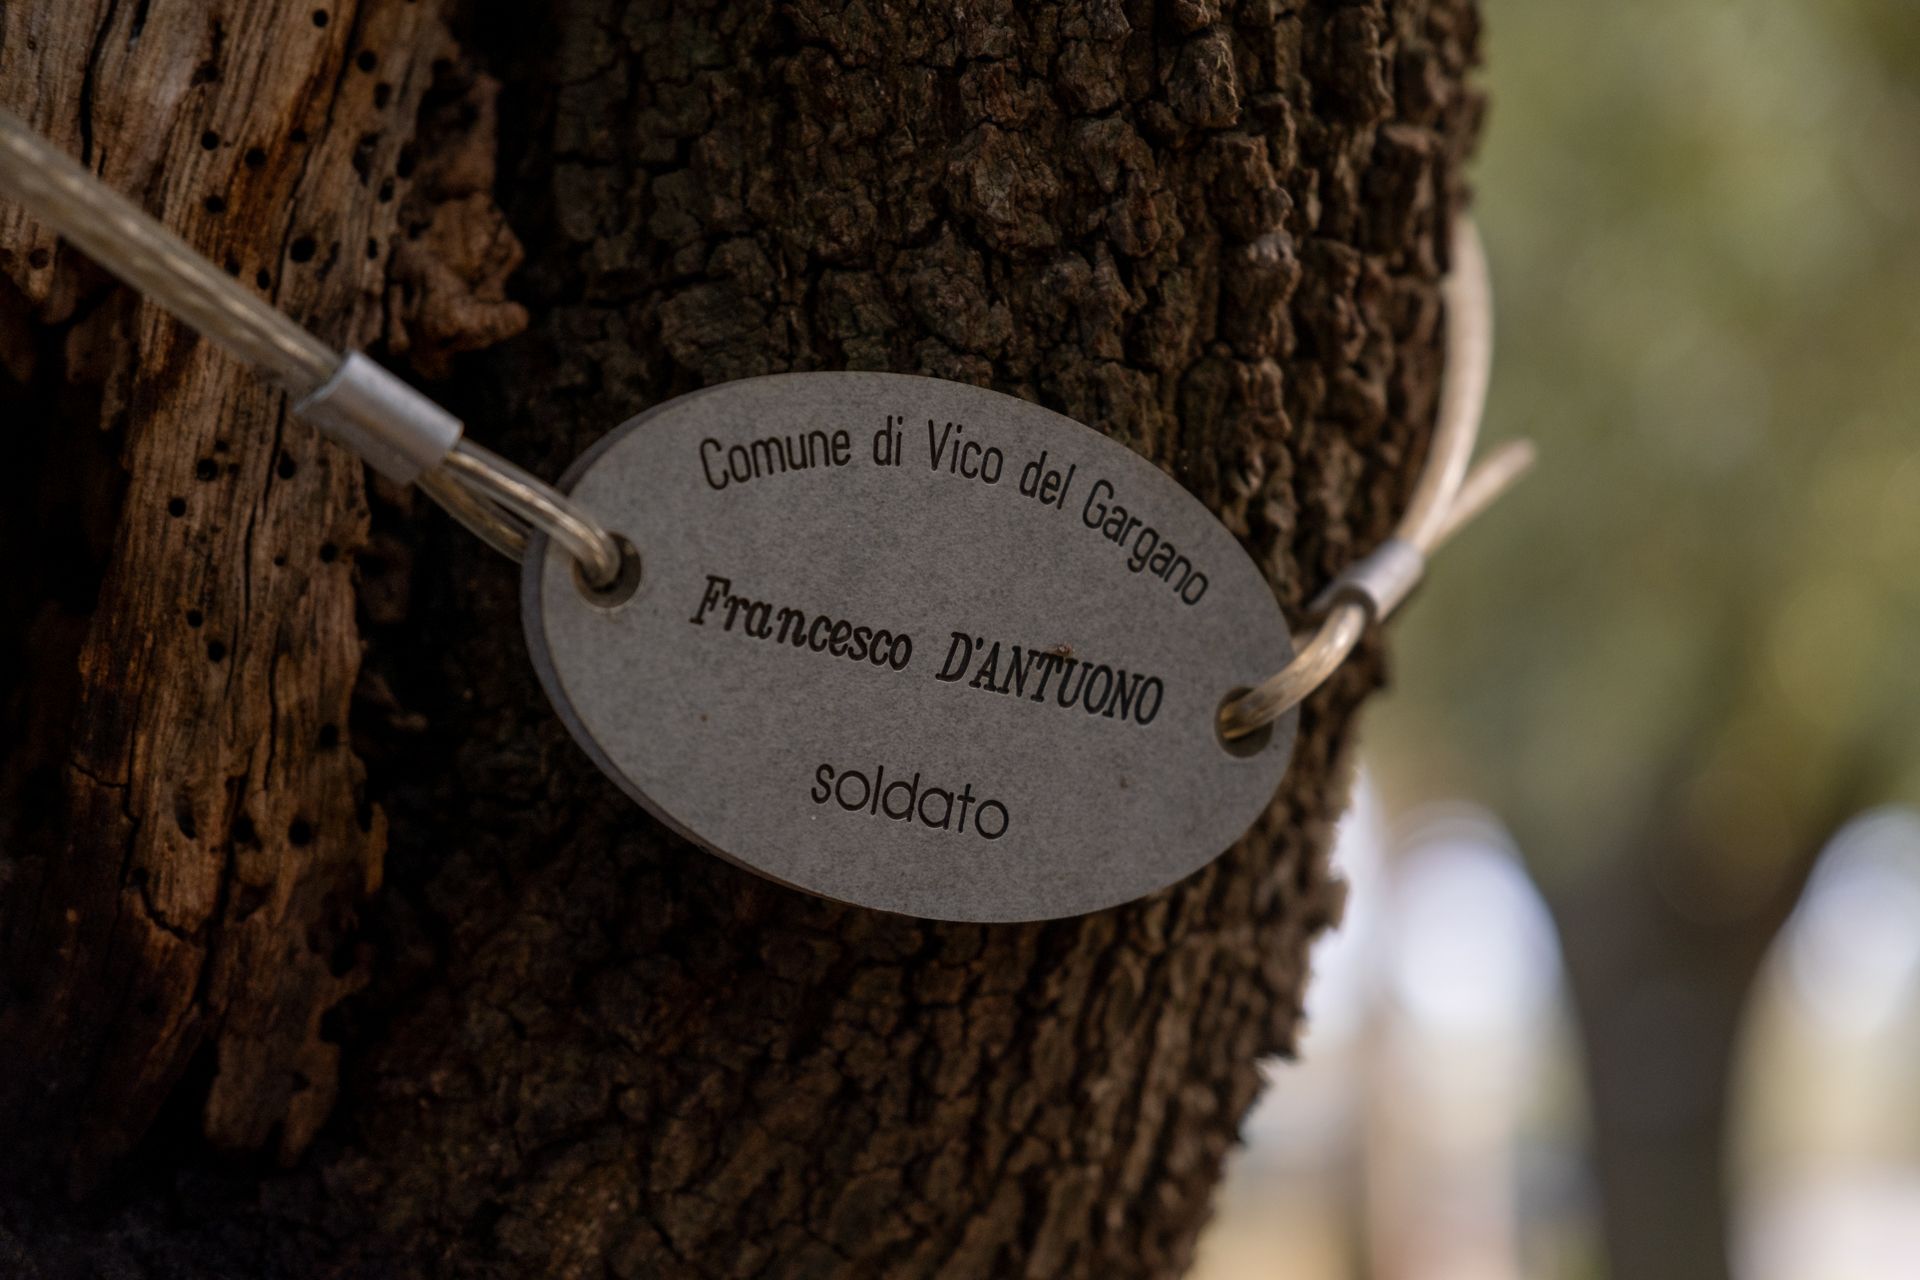 Comune di Vico del Gargano
Francesco D'ANTUONO
soldato